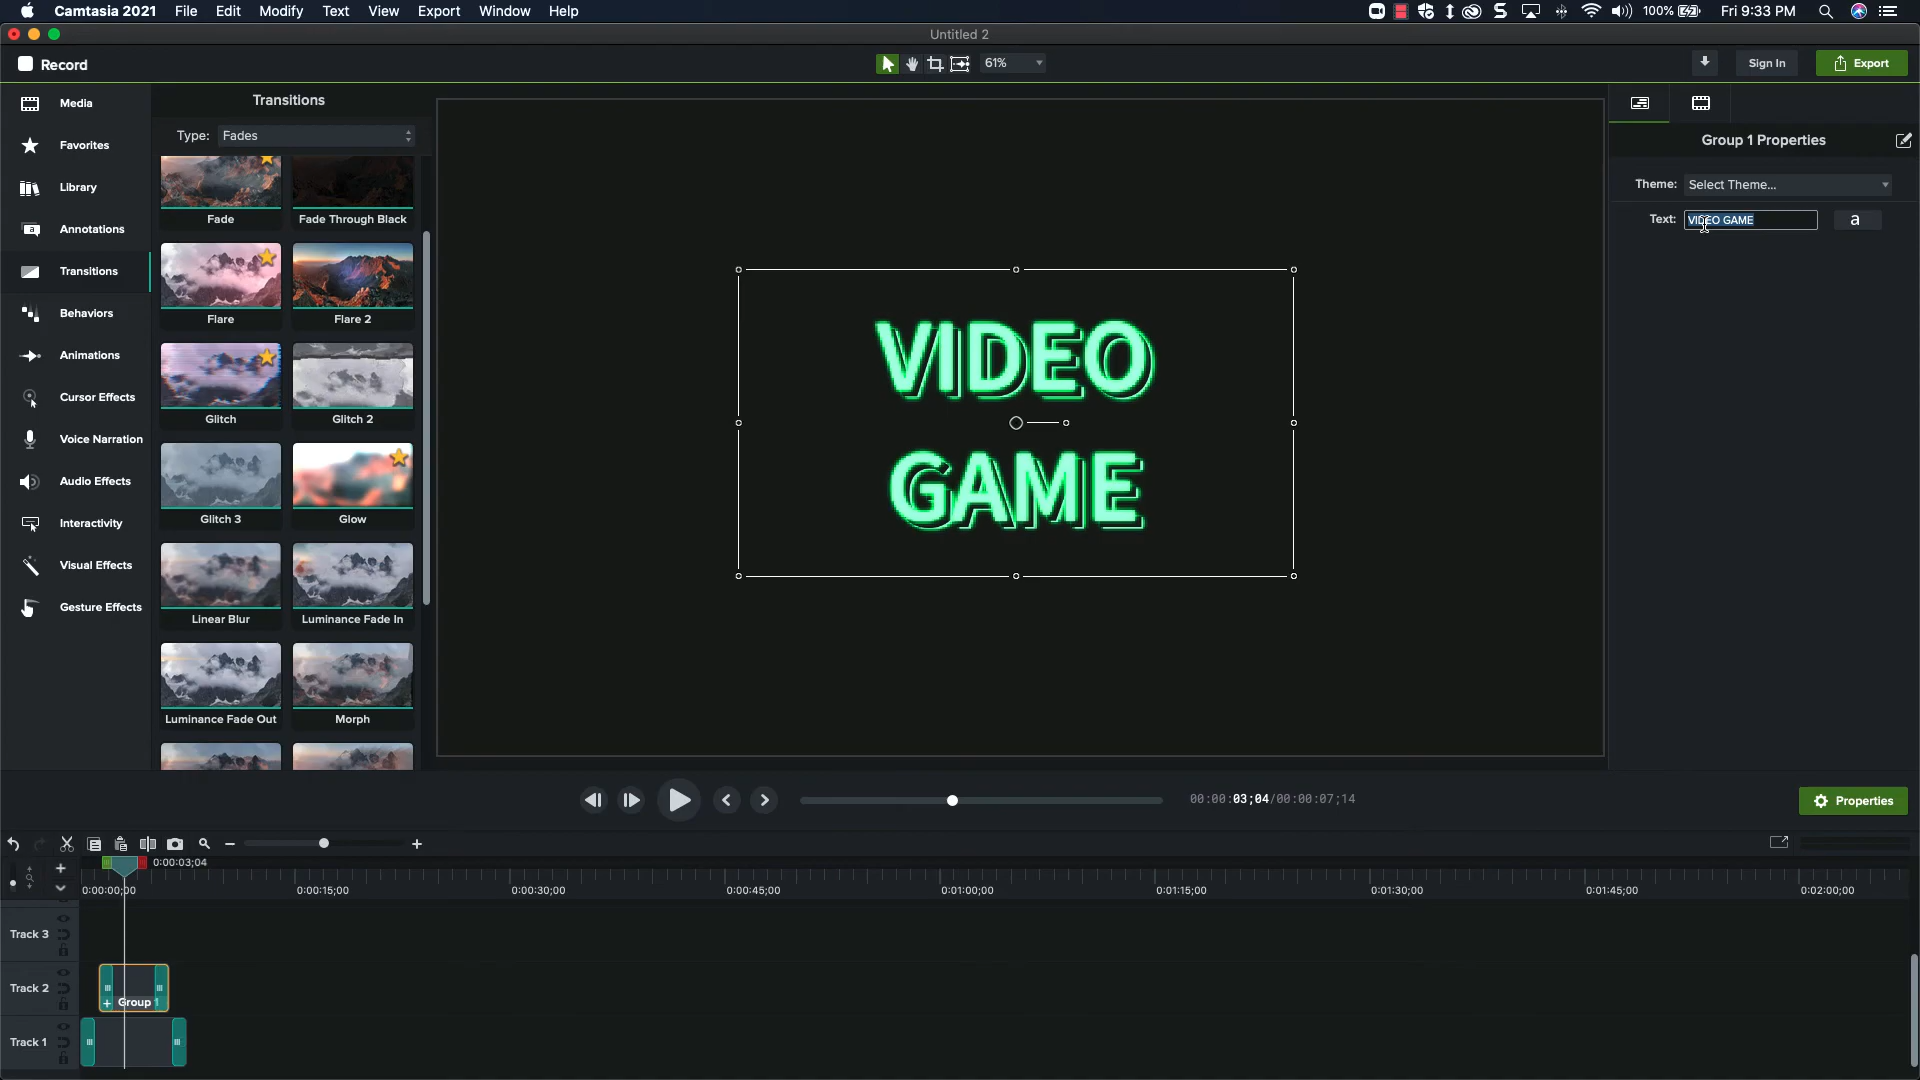 Camtasia 2021 File Edit Modify Text View Export Window Help 100% Fri 9:33 PM
Untitled 2
Record 61% Sign In Export
Media
Favorites
Library
Annotations
Transitions
Behaviors
Animations
Cursor Effects
Voice Narration
Audio Effects
Interactivity
Visual Effects
Gesture Effects
Transitions
Type: Fades
Fade Fade Through Black
Flare Flare 2
Glitch Glitch 2
Glitch 3 Glow
Linear Blur Luminance Fade In
Luminance Fade Out Morph
VIDEO
GAME
Group 1 Properties
Theme: Select Theme...
Text: VIDEO GAME a
00:00:03;04/00:00:07;14
Properties
0:00:03;04
0:00:00;00 0:00:15;00 0:00:30;00 0:00:45;00 0:01:00;00 0:01:15;00 0:01:30;00 0:01:45;00 0:02:00;00
Track 3
Track 2
+ Group 1
Track 1